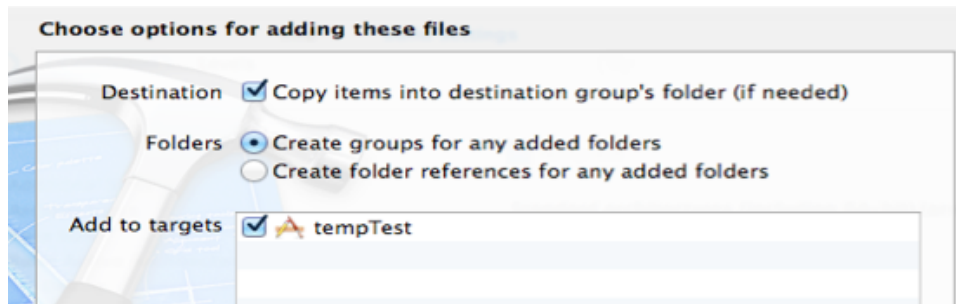 Choose options for adding these files
Destination Copy items into destination group's folder (if needed)
Folders Create groups for any added folders
Create folder references for any added folders
Add to targets tempTest